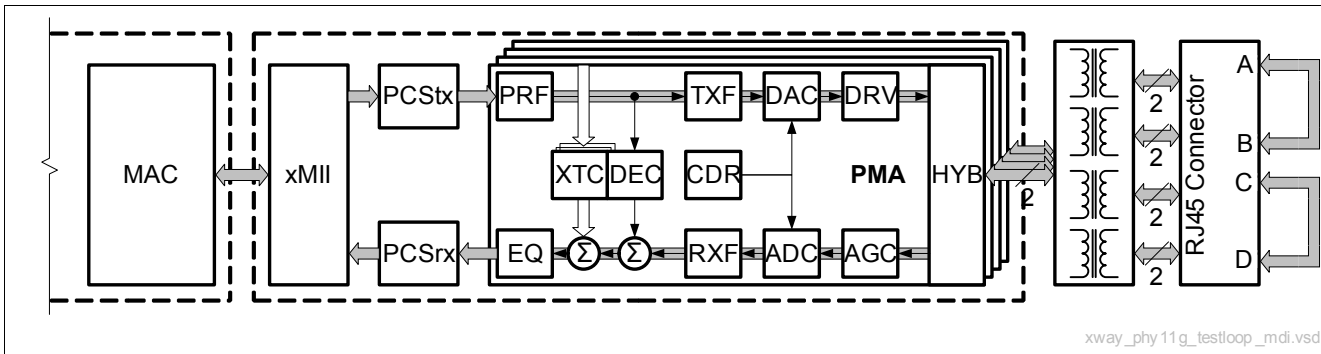 MAC
xMII
PCStx
PCSrx
PRF
TXF
DAC
DRV
XTC
DEC
CDR
PMA
HYB
EQ
Σ
Σ
RXF
ADC
AGC
2
2
2
2
2
RJ45 Connector
A
B
C
D
xway_phy11g_testloop_mdi.vsd